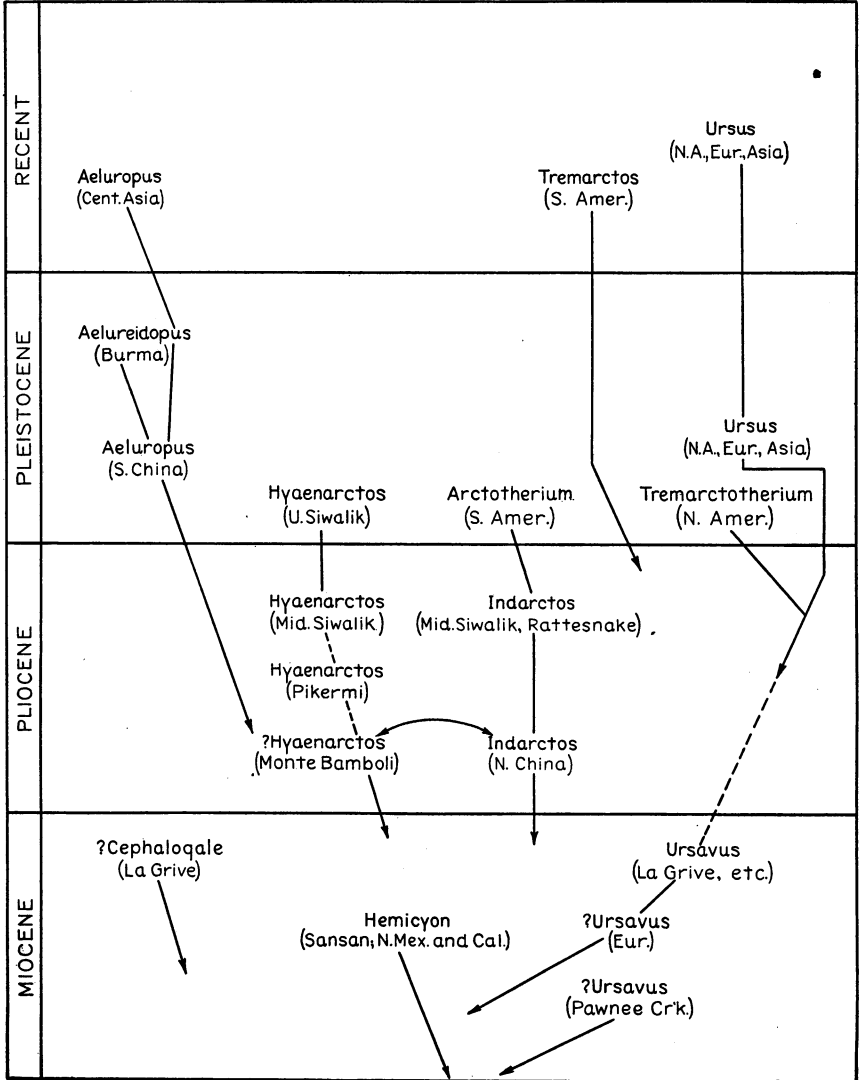 RECENT
Ursus
(N.A., Eur., Asia)
Aeluropus
(Cent. Asia)
Tremarctos
(S. Amer.)
PLEISTOCENE
Aelureidopus
(Burma)
Aeluropus
(S. China)
Ursus
(N.A., Eur., Asia)
Hyaenarctos
(U. Siwalik)
Arctotherium
(S. Amer.)
Tremarctotherium
(N. Amer.)
PLIOCENE
Hyaenarctos
(Mid. Siwalik)
Indarctos
(Mid. Siwalik, Rattesnake)
Hyaenarctos
(Pikermi)
?Hyaenarctos
(Monte Bamboli)
Indarctos
(N. China)
MIOCENE
?Cephaloqale
(La Grive)
Ursavus
(La Grive, etc.)
Hemicyon
(Sansan; N. Mex. and Cal.)
?Ursavus
(Eur.)
?Ursavus
(Pawnee Cr'k.)